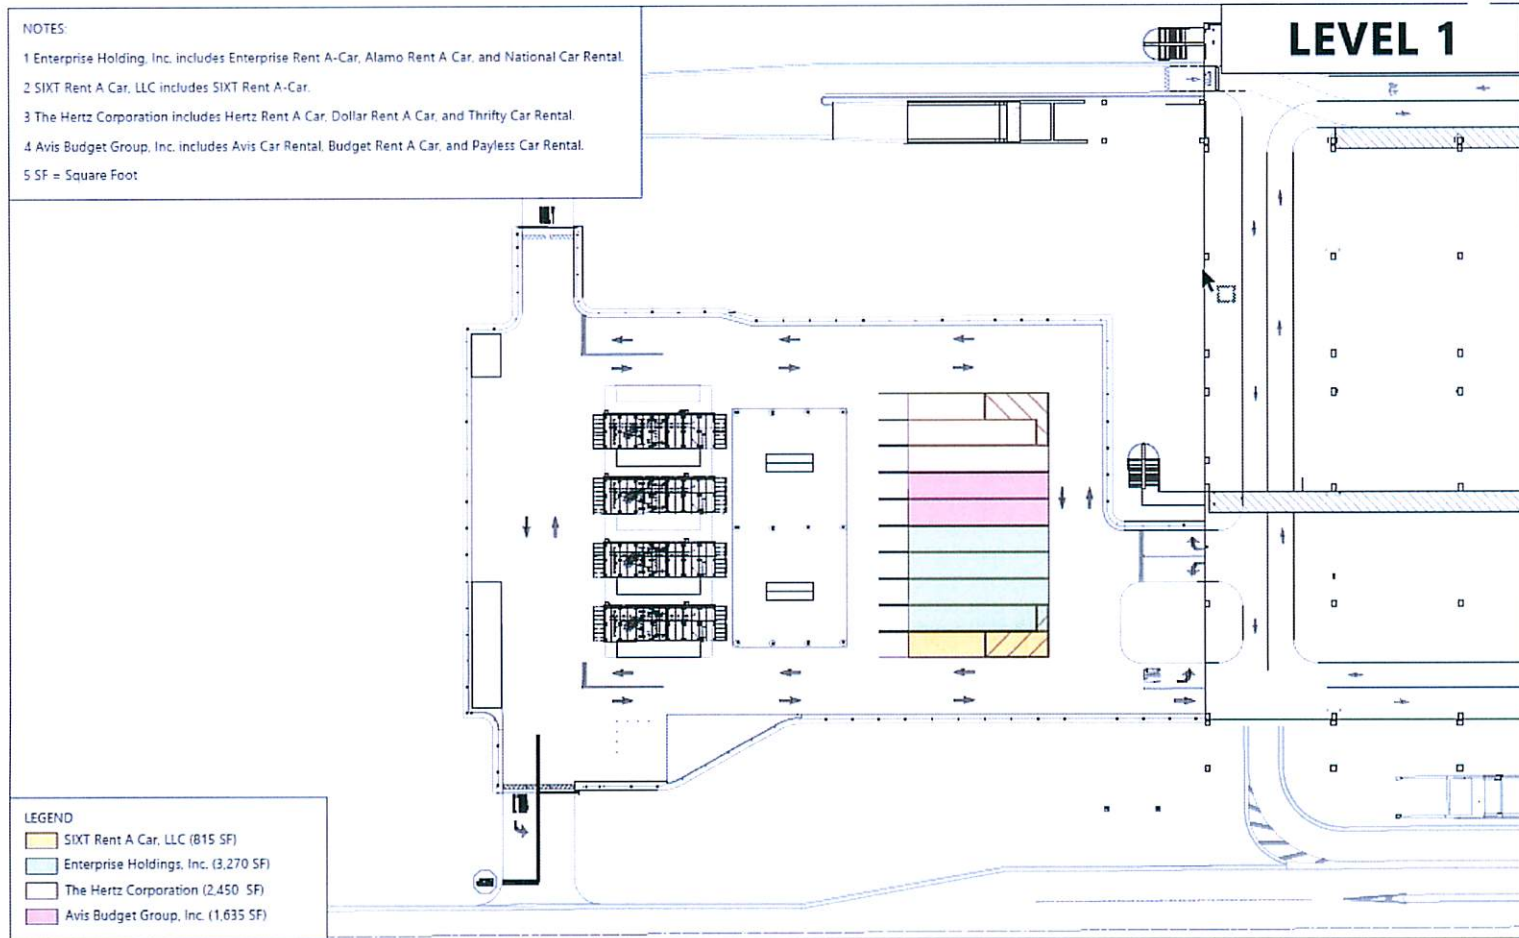 NOTES:
1 Enterprise Holding, Inc. includes Enterprise Rent A-Car, Alamo Rent A Car, and National Car Rental.
2 SIXT Rent A Car, LLC includes SIXT Rent A-Car.
3 The Hertz Corporation includes Hertz Rent A Car, Dollar Rent A Car, and Thrifty Car Rental.
4 Avis Budget Group, Inc. includes Avis Car Rental, Budget Rent A Car, and Payless Car Rental.
5 SF = Square Foot
LEVEL 1
LEGEND
SIXT Rent A Car, LLC (815 SF)
Enterprise Holdings, Inc. (3,270 SF)
The Hertz Corporation (2,450 SF)
Avis Budget Group, Inc. (1,635 SF)